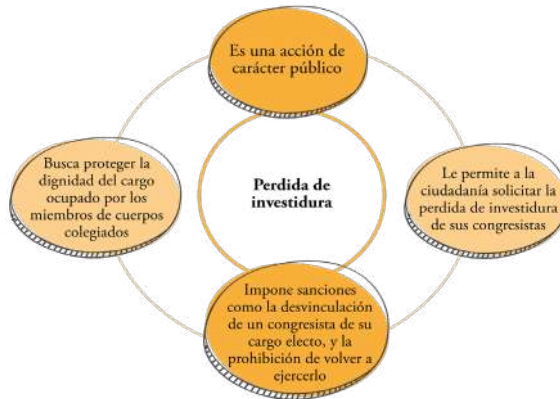 Es una acción de
carácter público
Busca proteger la
dignidad del cargo
ocupado por los
miembros de cuerpos
colegiados
Perdida de
investidura
Le permite a la
ciudadanía solicitar la
perdida de investidura
de sus congresistas
Impone sanciones
como la desvinculación
de un congresista de su
cargo electo, y la
prohibición de volver a
ejercerlo